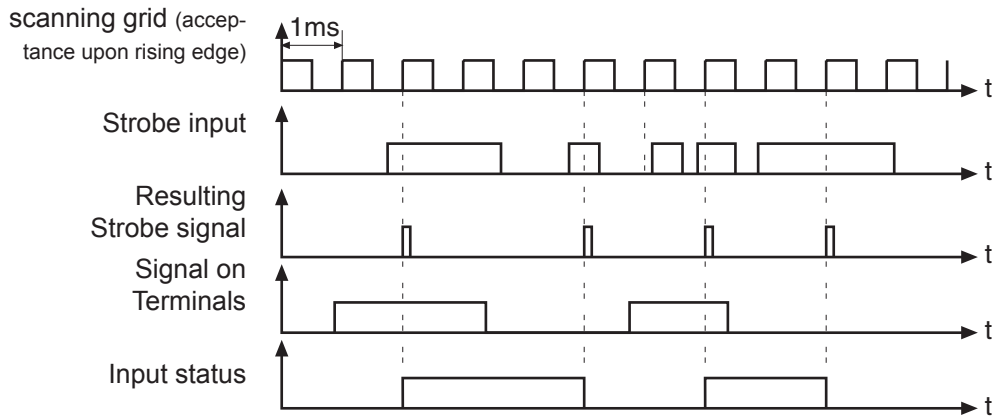 scanning grid (accep-
tance upon rising edge)
1ms
t
Strobe input
t
Resulting
Strobe signal
t
Signal on
Terminals
t
Input status
t